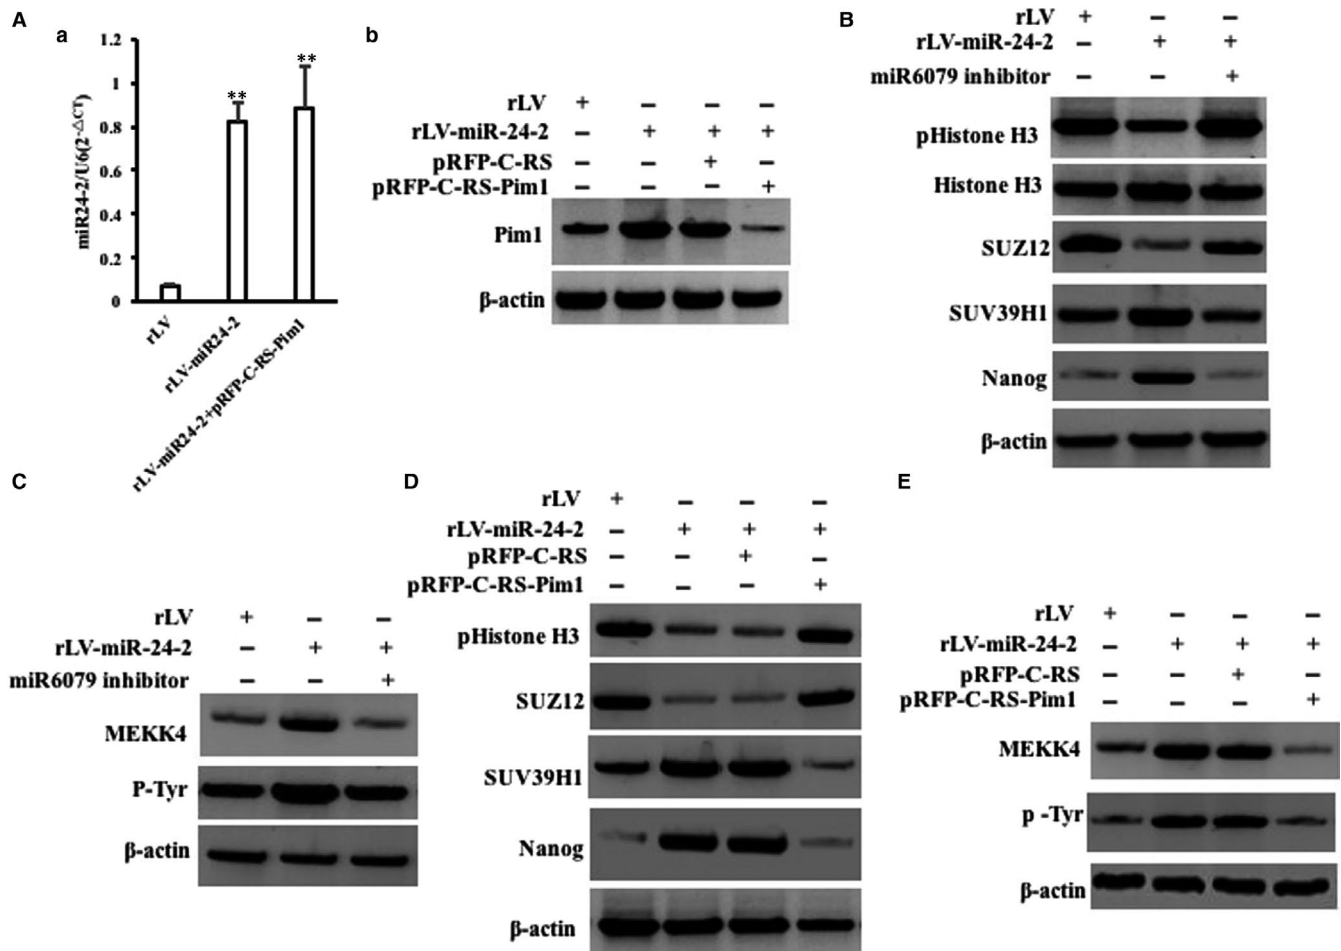 A
a
1.2
1
0.8
0.6
0.4
0.2
0
miR24-2/U6(2-△CT)
**
**
rLV
rLV-miR24-2
rLV-miR24-2+pRFP-C-RS-Pim1
b
rLV + − − −
rLV-miR-24-2 − + + +
pRFP-C-RS − − + −
pRFP-C-RS-Pim1 − − − +
Pim1
β-actin
B
rLV + − −
rLV-miR-24-2 − + +
miR6079 inhibitor − − +
pHistone H3
Histone H3
SUZ12
SUV39H1
Nanog
β-actin
C
rLV + − −
rLV-miR-24-2 − + +
miR6079 inhibitor − − +
MEKK4
P-Tyr
β-actin
D
rLV + − − −
rLV-miR-24-2 − + + +
pRFP-C-RS − − + −
pRFP-C-RS-Pim1 − − − +
pHistone H3
SUZ12
SUV39H1
Nanog
β-actin
E
rLV + − − −
rLV-miR-24-2 − + + +
pRFP-C-RS − − + −
pRFP-C-RS-Pim1 − − − +
MEKK4
p -Tyr
β-actin